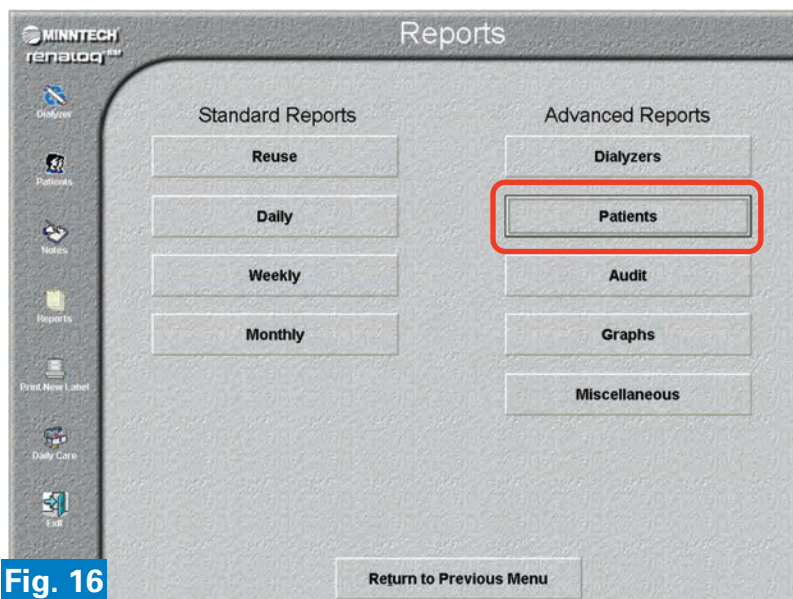 MINNTECH
renalog RM
Reports
Dialyzer
Patients
Notes
Reports
Print New Label
Daily Care
Exit
Standard Reports
Reuse
Daily
Weekly
Monthly
Advanced Reports
Dialyzers
Patients
Audit
Graphs
Miscellaneous
Return to Previous Menu
Fig. 16